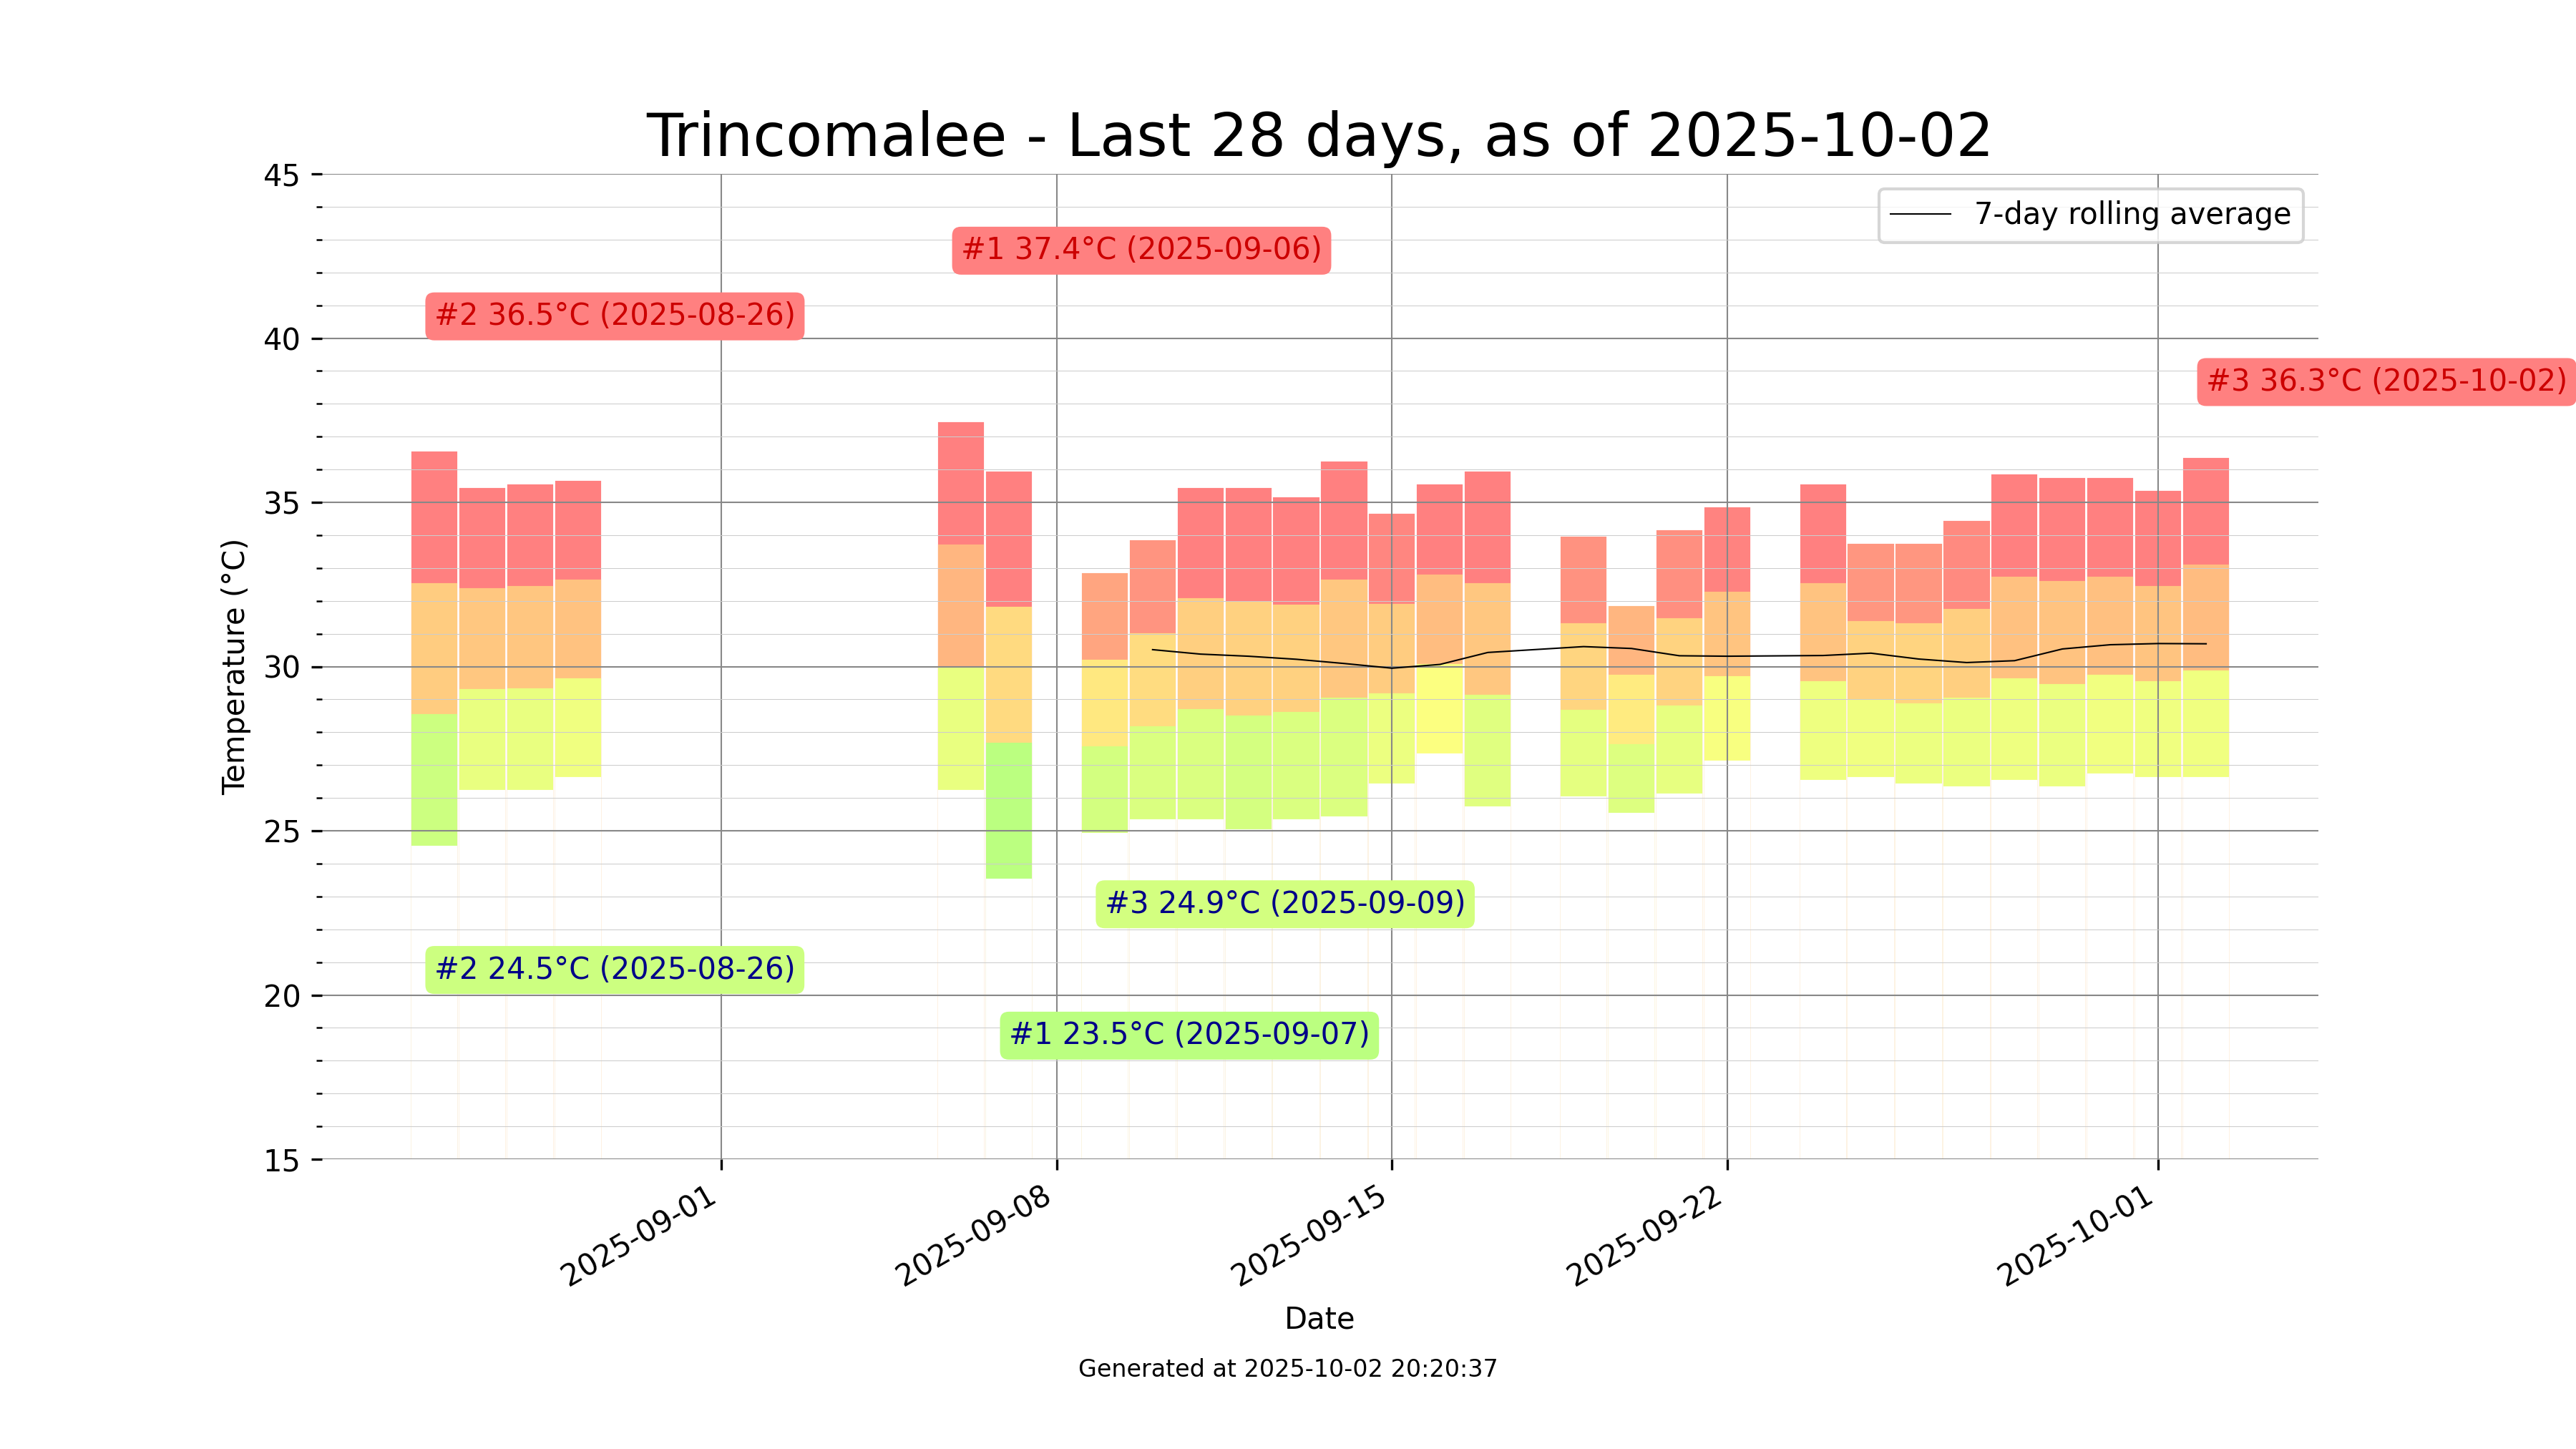 Trincomalee - Last 28 days, as of 2025-10-02
45
7-day rolling average
#1 37.4°C (2025-09-06)
#2 36.5°C (2025-08-26)
40
#3 36.3°C (2025-10-02)
35
Temperature (°C)
30
25
#3 24.9°C (2025-09-09)
#2 24.5°C (2025-08-26)
20
#1 23.5°C (2025-09-07)
15
2025-09-01
2025-09-08
2025-09-15
2025-09-22
2025-10-01
Date
Generated at 2025-10-02 20:20:37